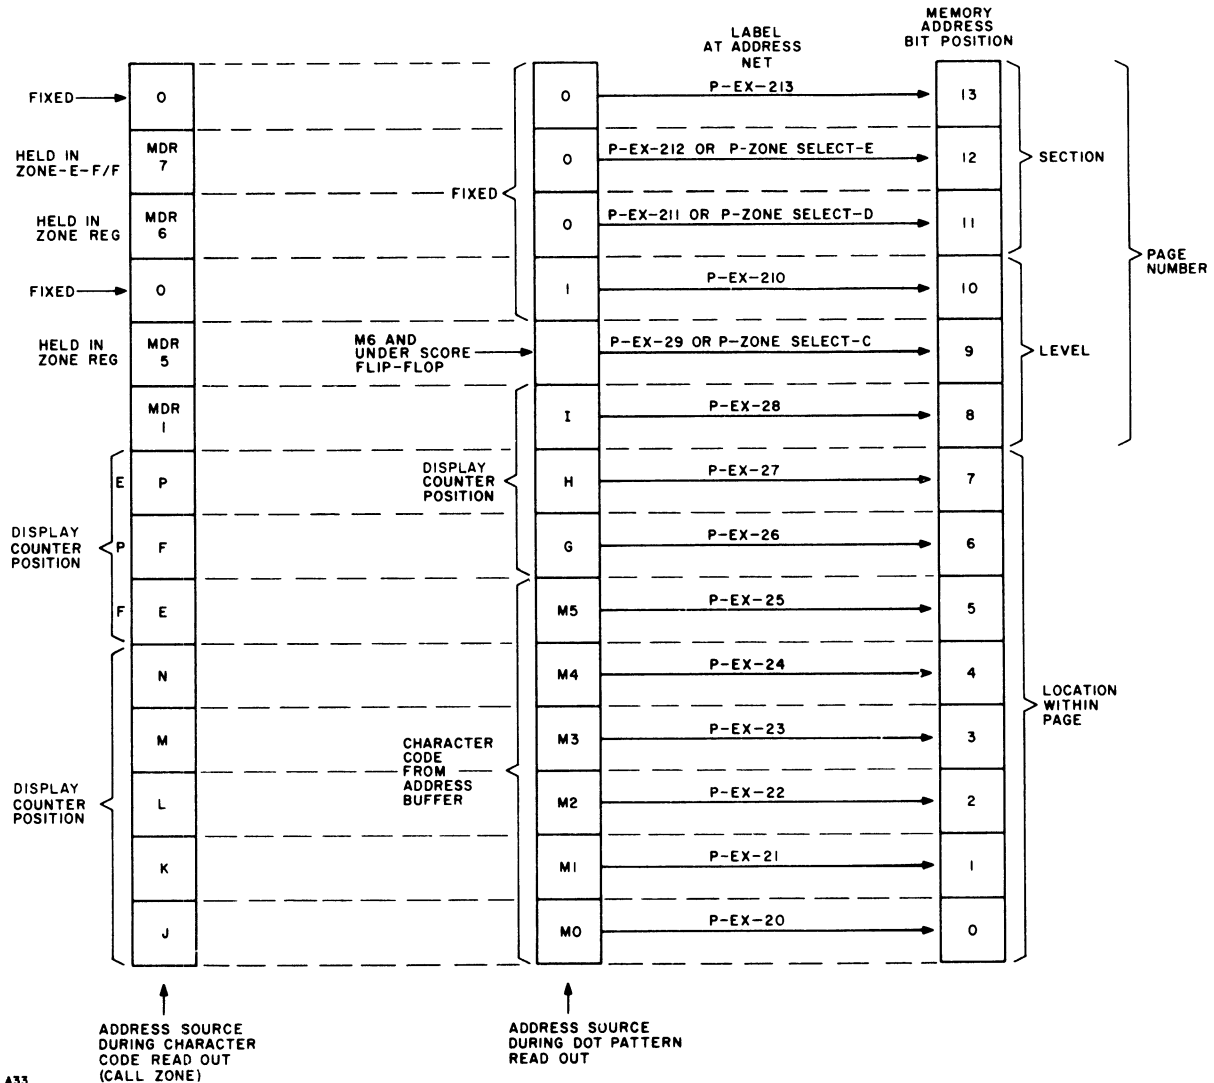 MEMORY
ADDRESS
BIT POSITION
LABEL
AT ADDRESS
NET
FIXED
0
0
P-EX-213
13
HELD IN
ZONE-E-F/F
MDR
7
0
P-EX-212 OR P-ZONE SELECT-E
12
SECTION
FIXED
HELD IN
ZONE REG
MDR
6
0
P-EX-211 OR P-ZONE SELECT-D
11
PAGE
NUMBER
FIXED
0
1
P-EX-210
10
HELD IN
ZONE REG
MDR
5
M6 AND
UNDER SCORE
FLIP-FLOP
P-EX-29 OR P-ZONE SELECT-C
9
LEVEL
MDR
1
I
P-EX-28
8
E
P
DISPLAY
COUNTER
POSITION
H
P-EX-27
7
DISPLAY
COUNTER
POSITION
P
F
G
P-EX-26
6
F
E
M5
P-EX-25
5
N
M4
P-EX-24
4
LOCATION
WITHIN
PAGE
M
CHARACTER
CODE
FROM
ADDRESS
BUFFER
M3
P-EX-23
3
DISPLAY
COUNTER
POSITION
L
M2
P-EX-22
2
K
M1
P-EX-21
1
J
M0
P-EX-20
0
ADDRESS SOURCE
DURING CHARACTER
CODE READ OUT
(CALL ZONE)
ADDRESS SOURCE
DURING DOT PATTERN
READ OUT
A33